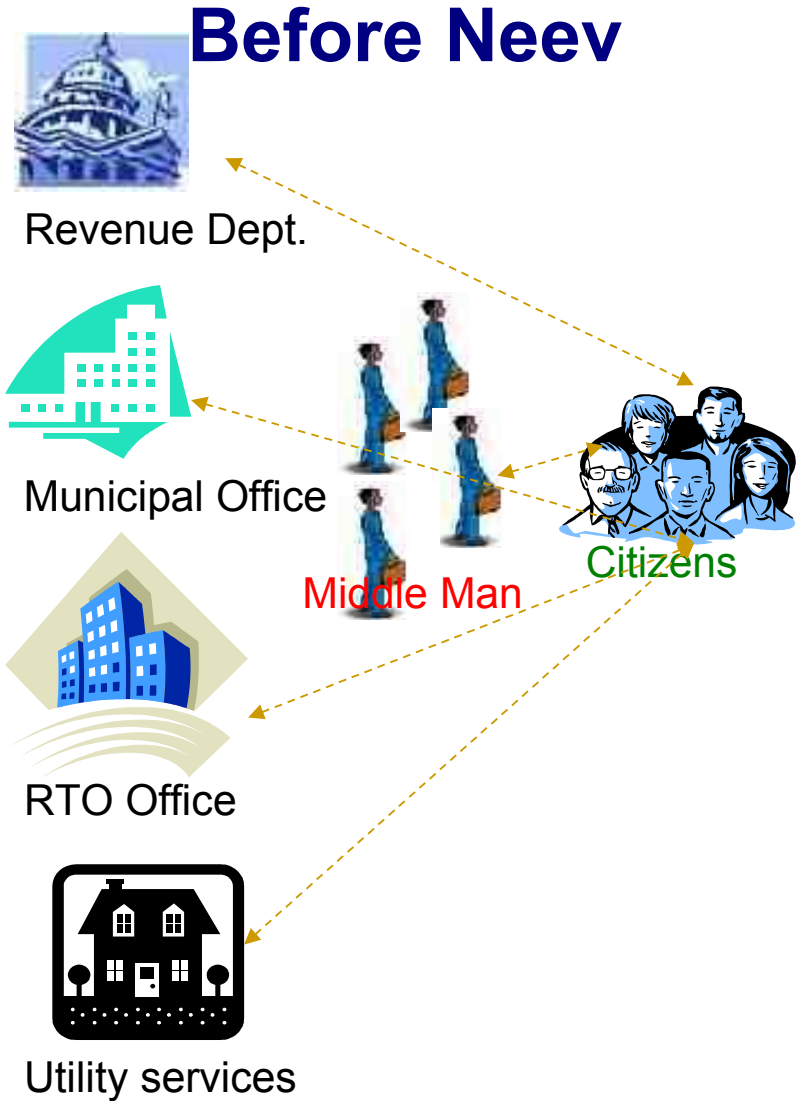 Before Neev
Revenue Dept.
Municipal Office
Citizens
Middle Man
RTO Office
Utility services